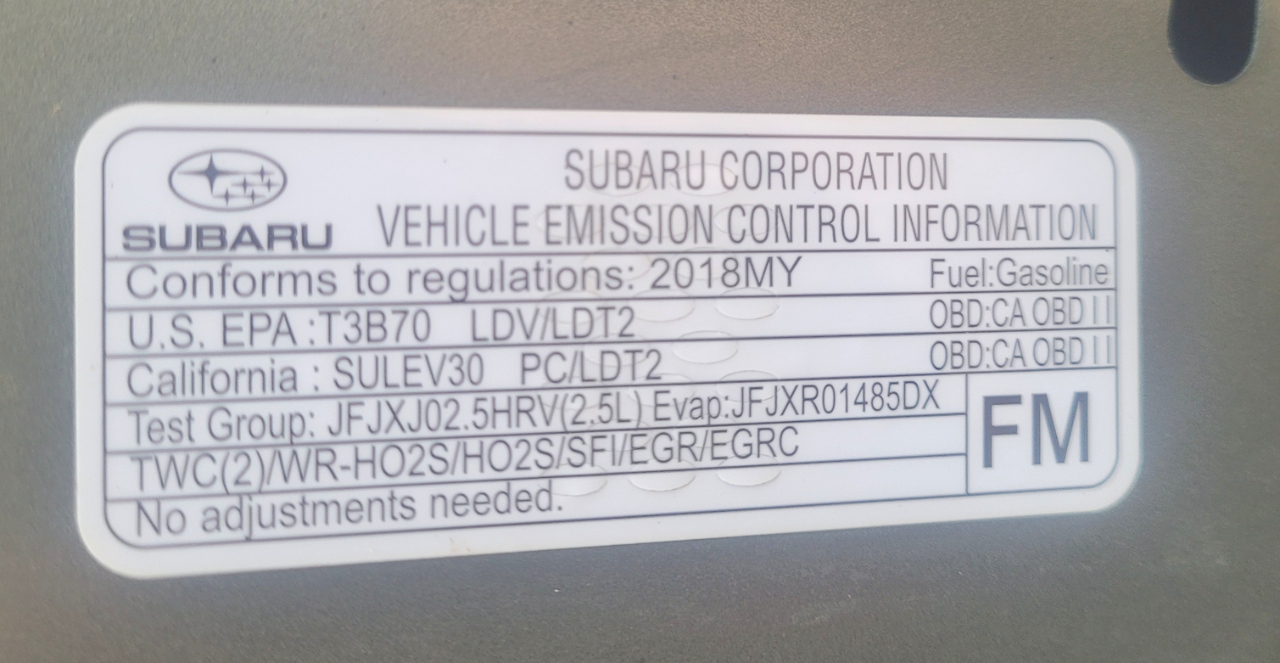 SUBARU CORPORATION
SUBARU VEHICLE EMISSION CONTROL INFORMATION
Conforms to regulations: 2018MY Fuel:Gasoline
U.S. EPA :T3B70 LDV/LDT2 OBD:CA OBD II
California : SULEV30 PC/LDT2 OBD:CA OBD II
Test Group: JFJXJ02.5HRV(2.5L) Evap:JFJXR01485DX
TWC(2)/WR-HO2S/HO2S/SFI/EGR/EGRC
FM
No adjustments needed.